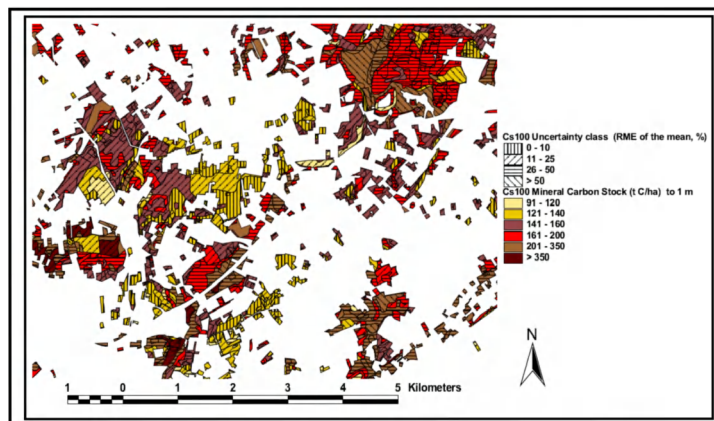 Cs100 Uncertainty class (RME of the mean, %)
0 - 10
11 - 25
26 - 50
> 50
Cs100 Mineral Carbon Stock (t C/ha) to 1 m
91 - 120
121 - 140
141 - 160
161 - 200
201 - 350
> 350
N
1 0 1 2 3 4 5 Kilometers